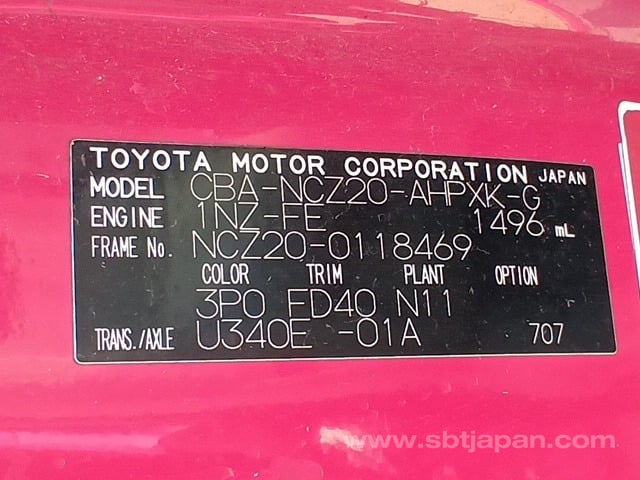 TOYOTA MOTOR CORPORATION JAPAN
MODEL CBA-NCZ20-AHPXK-G
ENGINE 1NZ-FE 1496 mL
FRAME No. NCZ20-0118469
COLOR TRIM PLANT OPTION
3P0 ED40 N11
TRANS./AXLE U340E -01A 707
www.sbtjapan.com